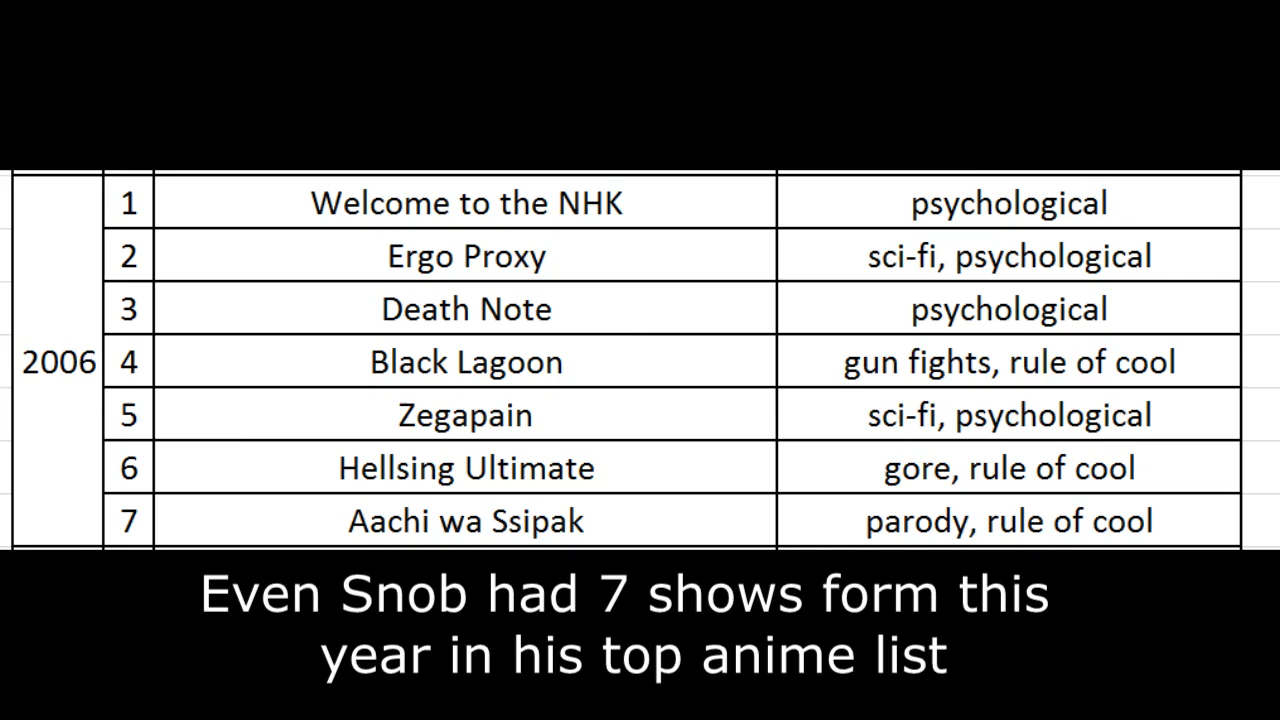 1 Welcome to the NHK psychological
2 Ergo Proxy sci-fi, psychological
3 Death Note psychological
2006 4 Black Lagoon gun fights, rule of cool
5 Zegapain sci-fi, psychological
6 Hellsing Ultimate gore, rule of cool
7 Aachi wa Ssipak parody, rule of cool
Even Snob had 7 shows form this
year in his top anime list